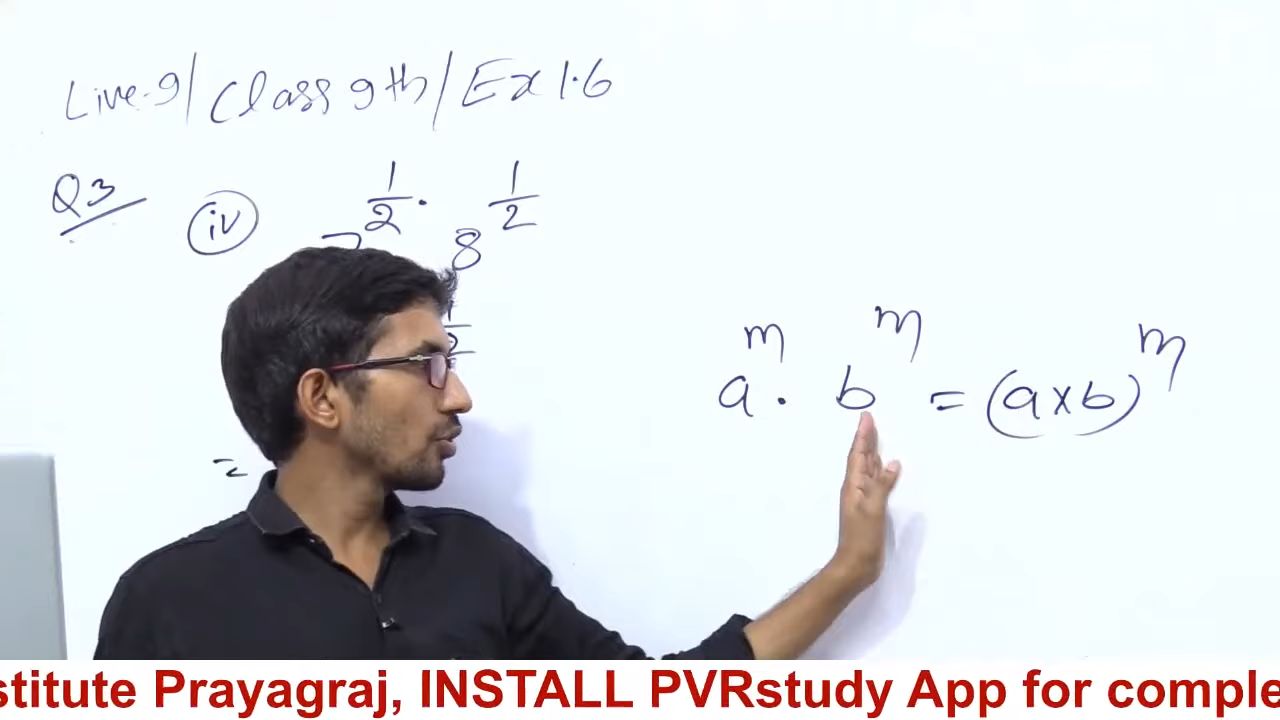 Live-9/Class 9th/Ex 1.6
Q3 (iv) 7^1/2 . 8^1/2
a^m . b^m = (a×b)^m
=
stitute Prayagraj, INSTALL PVRstudy App for comple